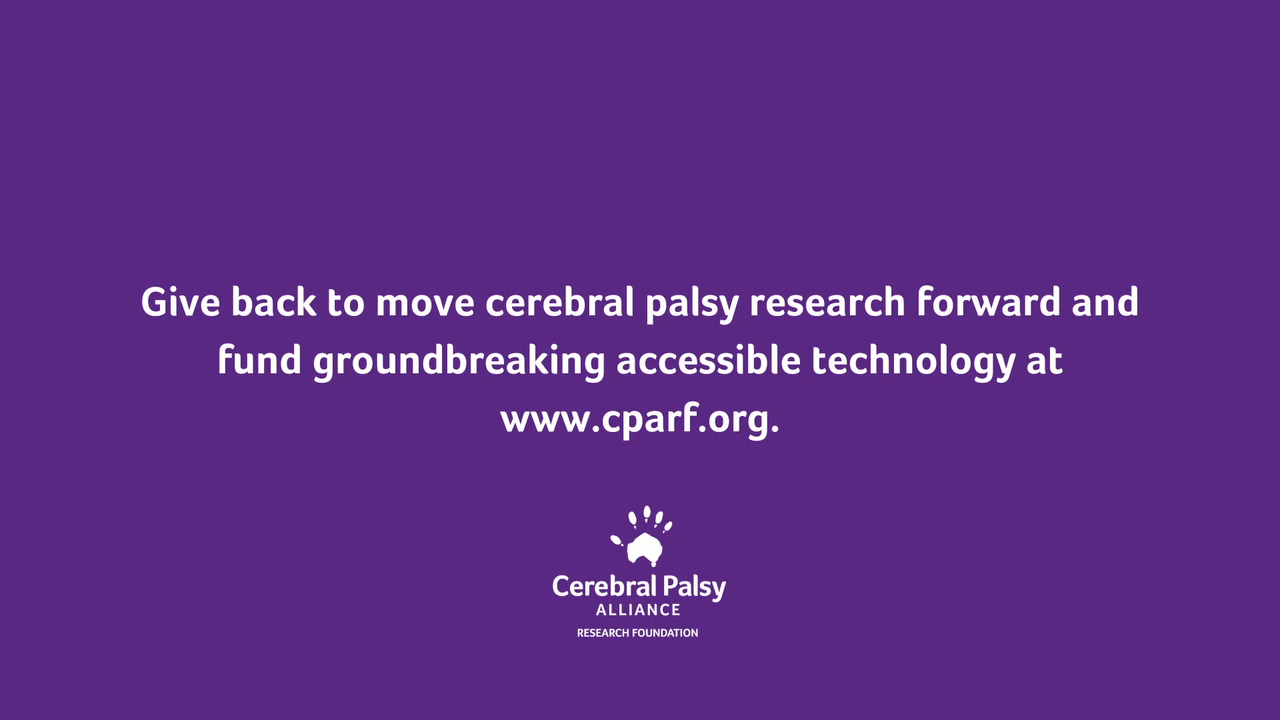 Give back to move cerebral palsy research forward and
fund groundbreaking accessible technology at
www.cparf.org.
Cerebral Palsy
ALLIANCE
RESEARCH FOUNDATION